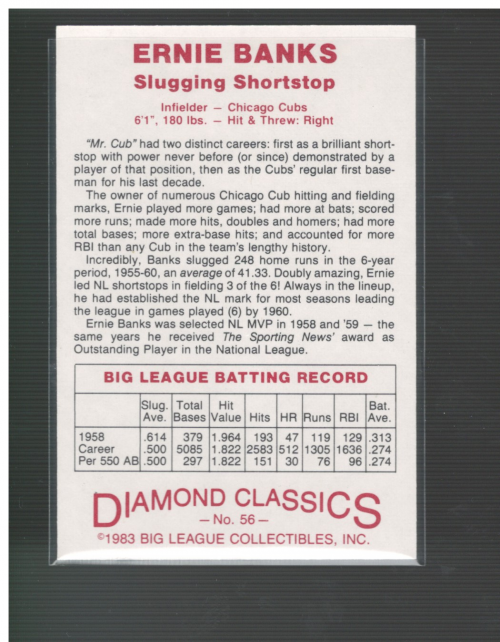 ERNIE BANKS
Slugging Shortstop
Infielder — Chicago Cubs
6'1", 180 lbs. — Hit & Threw: Right
"Mr. Cub" had two distinct careers: first as a brilliant short-
stop with power never before (or since) demonstrated by a
player of that position, then as the Cubs' regular first base-
man for his last decade.
The owner of numerous Chicago Cub hitting and fielding
marks, Ernie played more games; had more at bats; scored
more runs; made more hits, doubles and homers; had more
total bases; more extra-base hits; and accounted for more
RBI than any Cub in the team's lengthy history.
Incredibly, Banks slugged 248 home runs in the 6-year
period, 1955-60, an average of 41.33. Doubly amazing, Ernie
led NL shortstops in fielding 3 of the 6! Always in the lineup,
he had established the NL mark for most seasons leading
the league in games played (6) by 1960.
Ernie Banks was selected NL MVP in 1958 and '59 — the
same years he received The Sporting News' award as
Outstanding Player in the National League.
BIG LEAGUE BATTING RECORD
Slug. Total Hit Bat.
Ave. Bases Value Hits HR Runs RBI Ave.
1958 .614 379 1.964 193 47 119 129 .313
Career .500 5085 1.822 2583 512 1305 1636 .274
Per 550 AB .500 297 1.822 151 30 76 96 .274
DIAMOND CLASSICS
— No. 56 —
©1983 BIG LEAGUE COLLECTIBLES, INC.